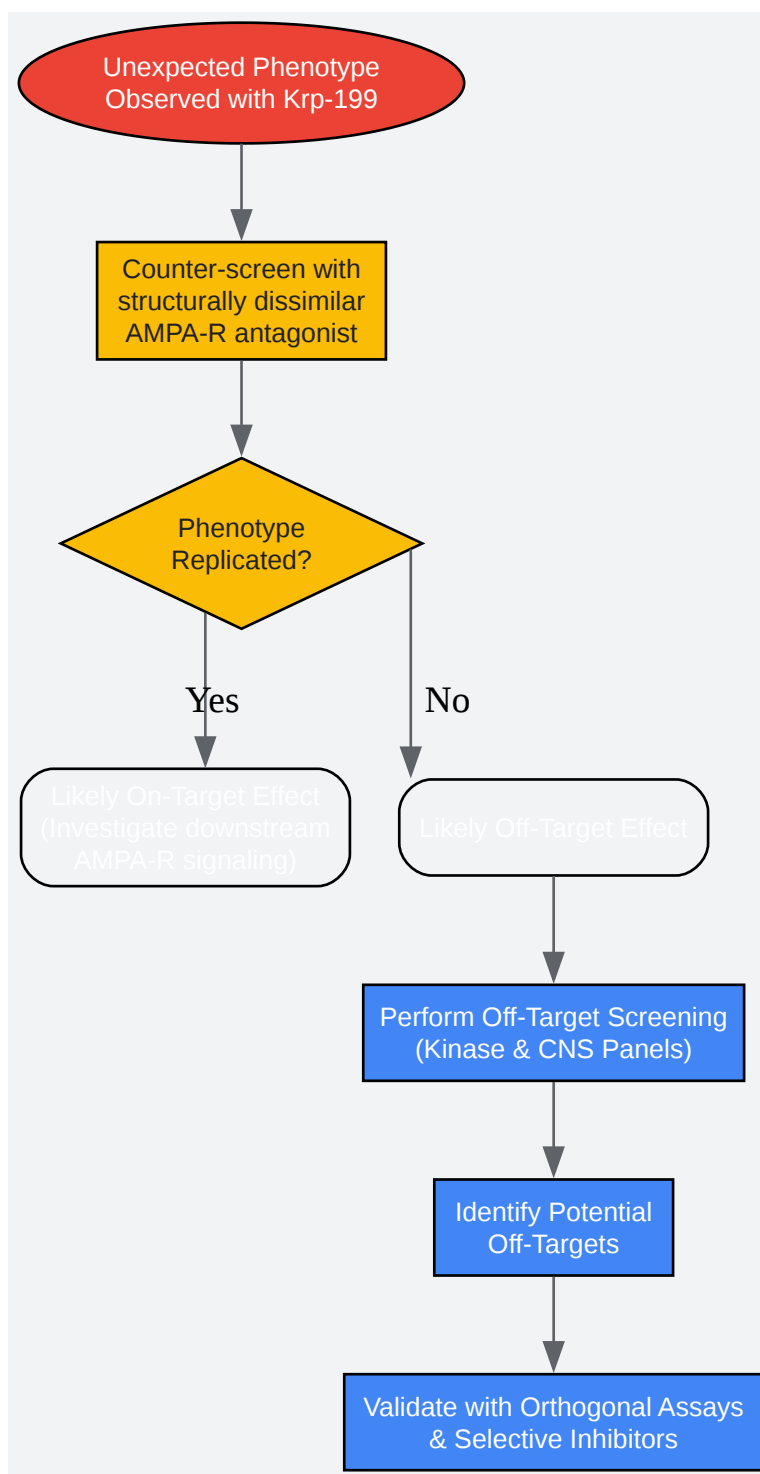 Unexpected Phenotype
Observed with Krp-199
Counter-screen with
structurally dissimilar
AMPA-R antagonist
Phenotype
Replicated?
Yes
No
Likely On-Target Effect
(Investigate downstream
AMPA-R signaling)
Likely Off-Target Effect
Perform Off-Target Screening
(Kinase & CNS Panels)
Identify Potential
Off-Targets
Validate with Orthogonal Assays
& Selective Inhibitors